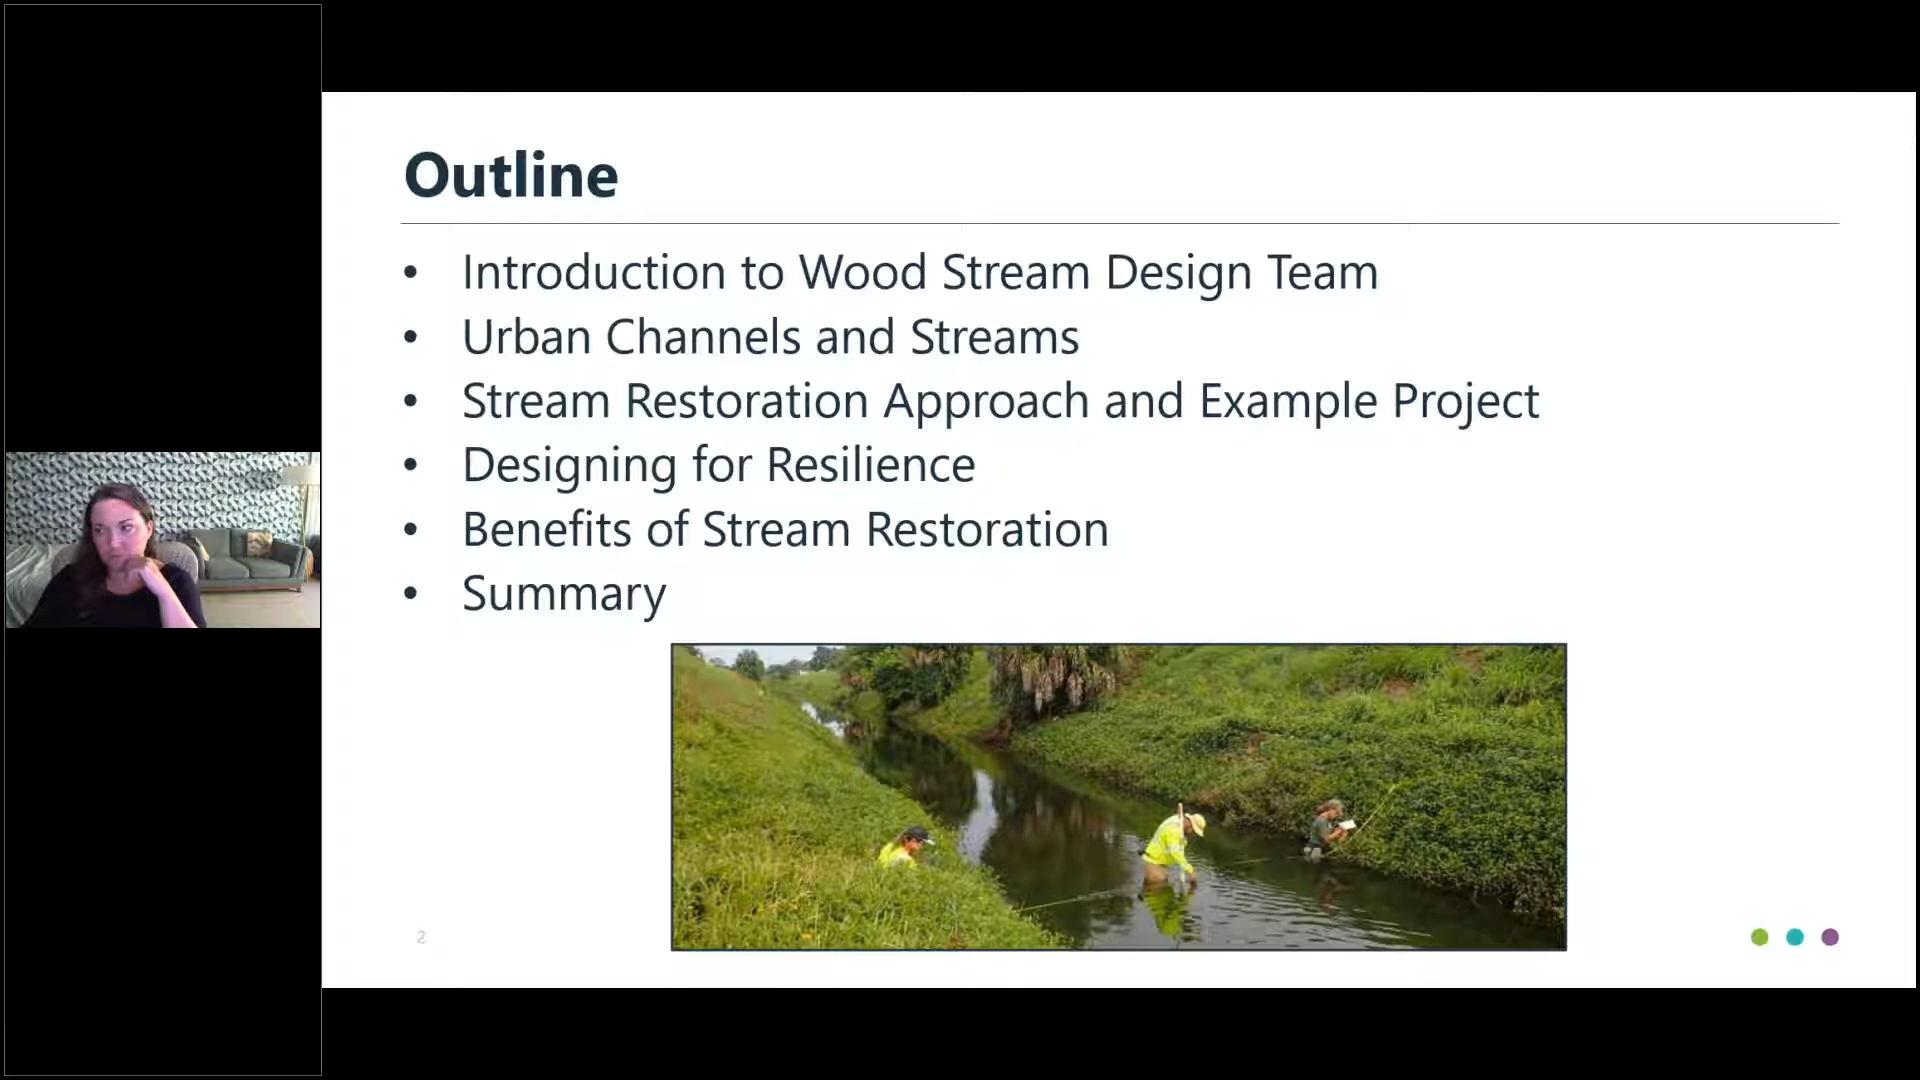 Outline
• Introduction to Wood Stream Design Team
• Urban Channels and Streams
• Stream Restoration Approach and Example Project
• Designing for Resilience
• Benefits of Stream Restoration
• Summary
2